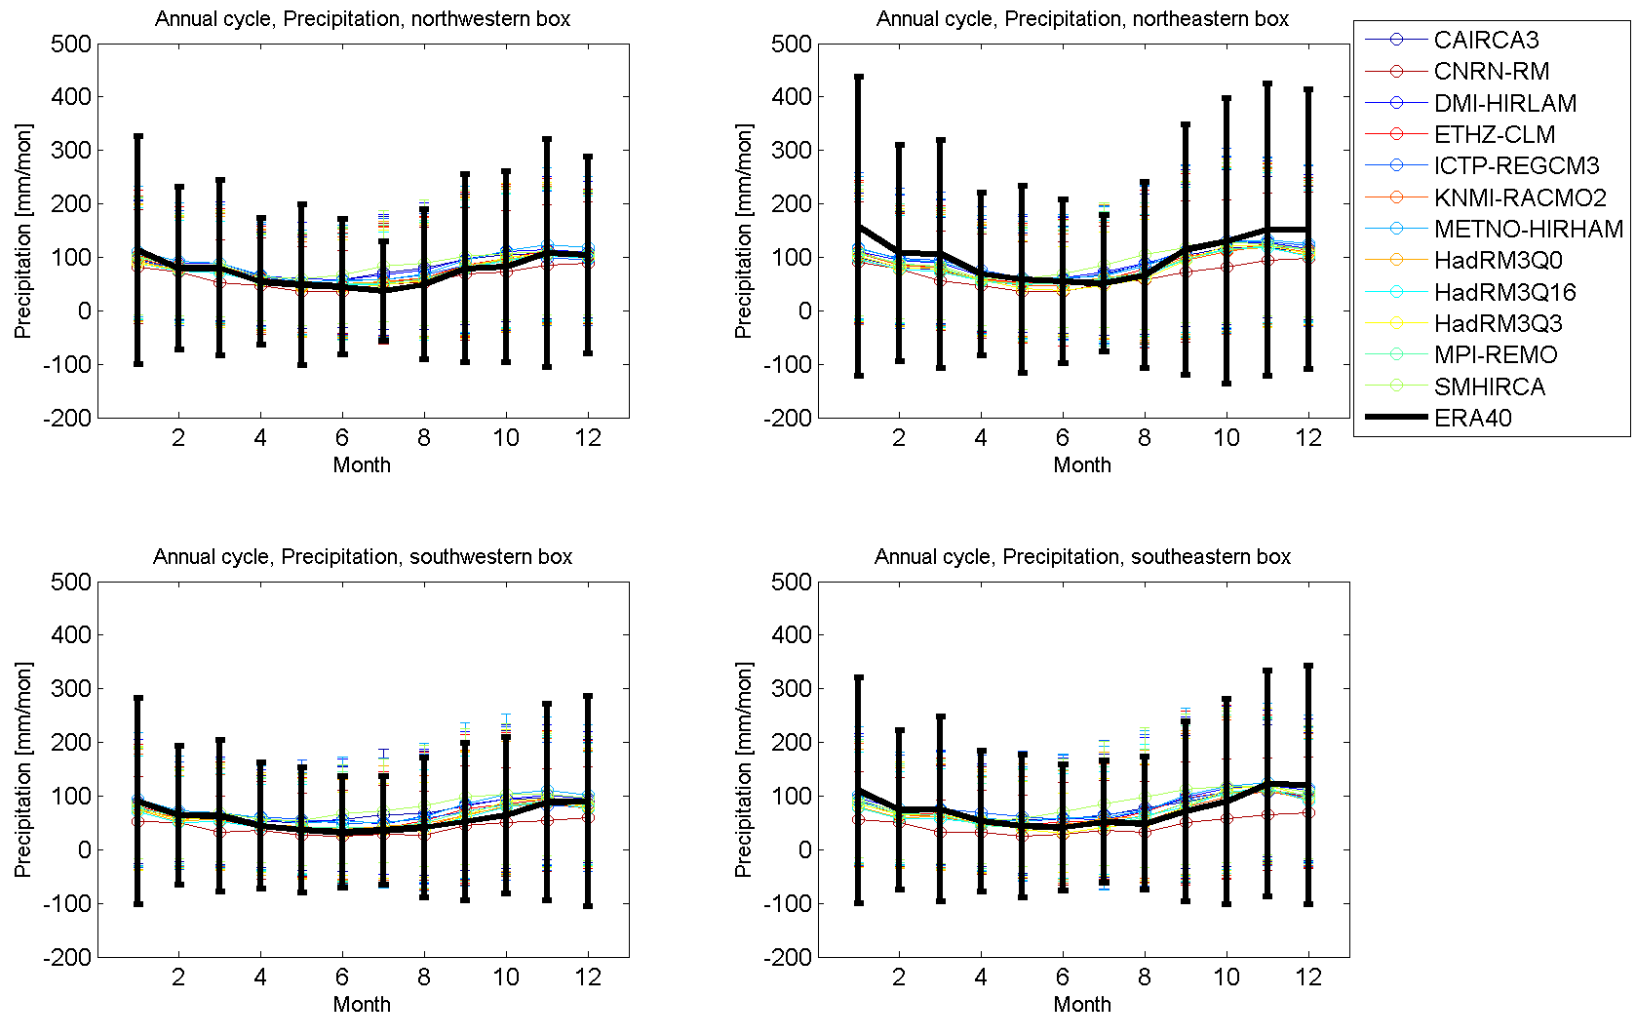 Annual cycle, Precipitation, northwestern box
500
400
300
200
100
0
-100
-200
2 4 6 8 10 12
Month
Precipitation [mm/mon]
Annual cycle, Precipitation, northeastern box
500
400
300
200
100
0
-100
-200
2 4 6 8 10 12
Month
Precipitation [mm/mon]
CAIRCA3
CNRN-RM
DMI-HIRLAM
ETHZ-CLM
ICTP-REGCM3
KNMI-RACMO2
METNO-HIRHAM
HadRM3Q0
HadRM3Q16
HadRM3Q3
MPI-REMO
SMHIRCA
ERA40
Annual cycle, Precipitation, southwestern box
500
400
300
200
100
0
-100
-200
2 4 6 8 10 12
Month
Precipitation [mm/mon]
Annual cycle, Precipitation, southeastern box
500
400
300
200
100
0
-100
-200
2 4 6 8 10 12
Month
Precipitation [mm/mon]